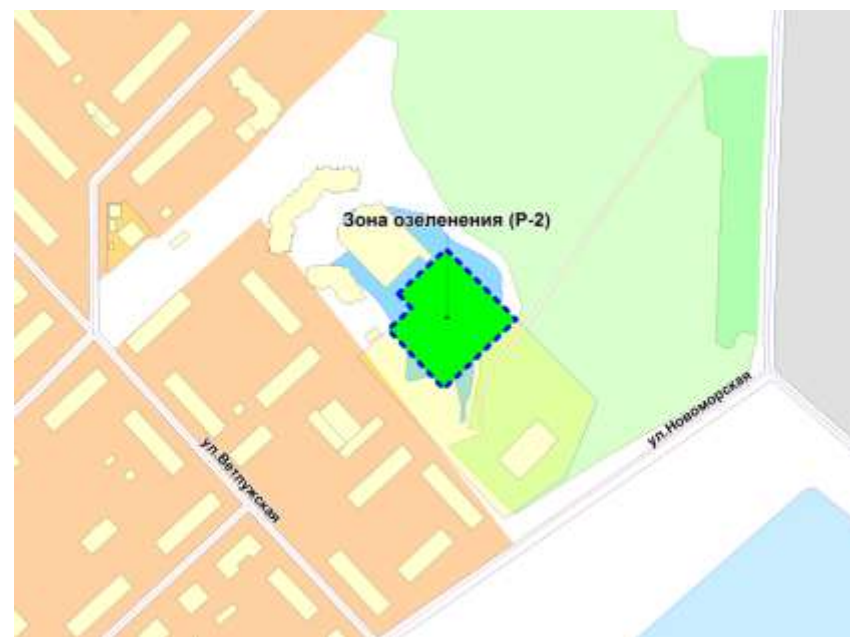 Зона озеленения (Р-2)
ул.Новоморская
ул.Ветлужская